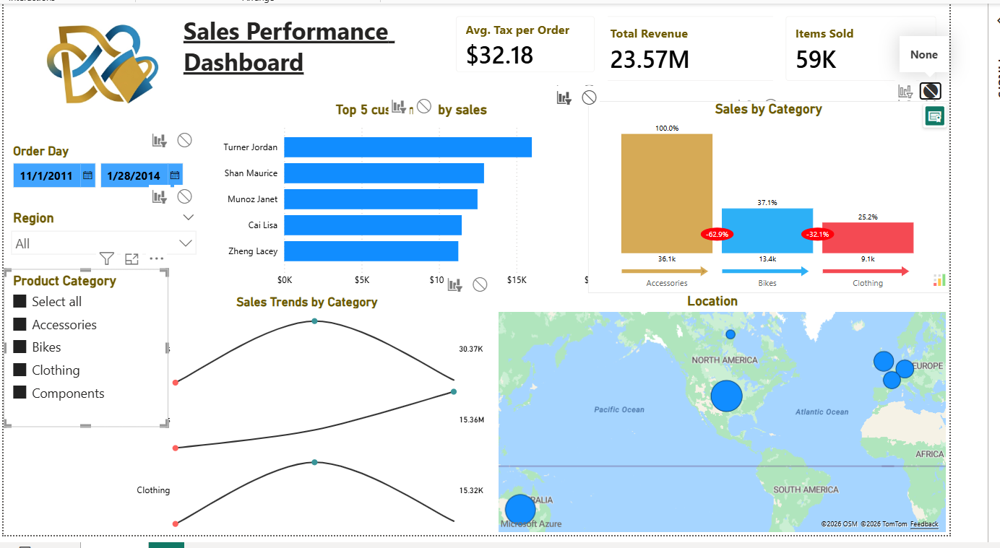 Sales Performance
Dashboard
Avg. Tax per Order
$32.18
Total Revenue
23.57M
Items Sold
59K
None
Order Day
11/1/2011
1/28/2014
Region
All
Product Category
Select all
Accessories
Bikes
Clothing
Components
Top 5 cus n by sales
Turner Jordan
Shan Maurice
Munoz Janet
Cai Lisa
Zheng Lacey
$0K
$5K
$10
$15K
$
Sales by Category
100.0%
37.1%
25.2%
-62.9%
-32.1%
36.1k
13.4k
9.1k
Accessories
Bikes
Clothing
Sales Trends by Category
30.37K
15.36M
Clothing
15.32K
Location
NORTH AMERICA
EUROPE
Pacific Ocean
Atlantic Ocean
AFRICA
SOUTH AMERICA
RALIA
Microsoft Azure
©2026 OSM ©2026 TomTom Feedback